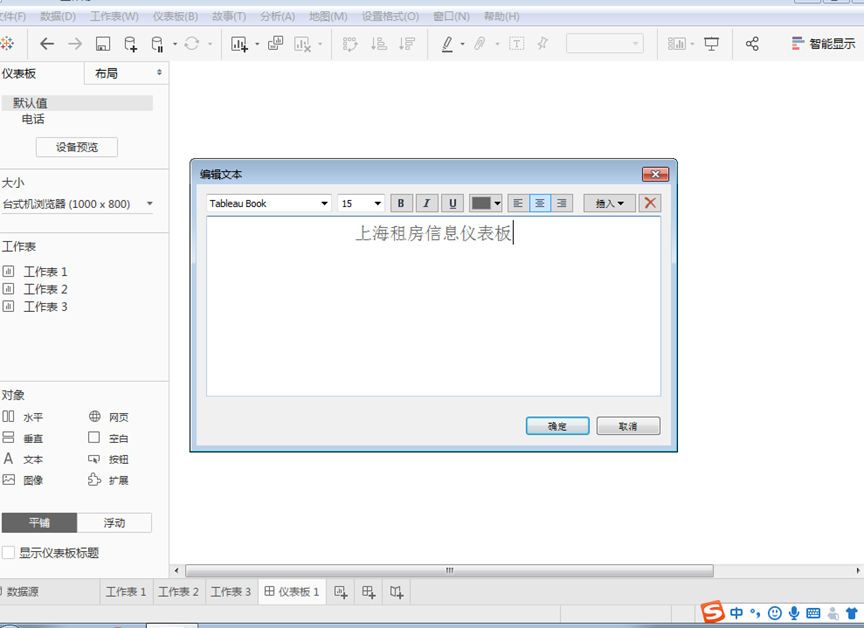 文件(F) 数据(D) 工作表(W) 仪表板(B) 故事(T) 分析(A) 地图(M) 设置格式(O) 窗口(N) 帮助(H)
智能显示
仪表板 布局
默认值
电话
设备预览
大小
台式机浏览器 (1000 x 800)
工作表
工作表 1
工作表 2
工作表 3
对象
水平 网页
垂直 空白
A 文本 按钮
图像 扩展
平铺 浮动
显示仪表板标题
编辑文本
Tableau Book 15 B I U 插入
上海租房信息仪表板
确定 取消
数据源 工作表 1 工作表 2 工作表 3 仪表板 1
S 中